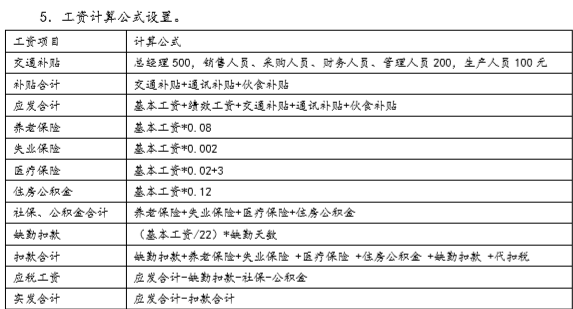 5. 工资计算公式设置。
工资项目 计算公式
交通补贴 总经理 500，销售人员、采购人员、财务人员、管理人员 200，生产人员 100 元
补贴合计 交通补贴+通讯补贴+伙食补贴
应发合计 基本工资+绩效工资+交通补贴+通讯补贴+伙食补贴
养老保险 基本工资*0.08
失业保险 基本工资*0.002
医疗保险 基本工资*0.02+3
住房公积金 基本工资*0.12
社保、公积金合计 养老保险+失业保险+医疗保险+住房公积金
缺勤扣款 （基本工资/22）*缺勤天数
扣款合计 缺勤扣款+养老保险+失业保险 +医疗保险 +住房公积金 +缺勤扣款 +代扣税
应税工资 应发合计-缺勤扣款-社保-公积金
实发合计 应发合计-扣款合计